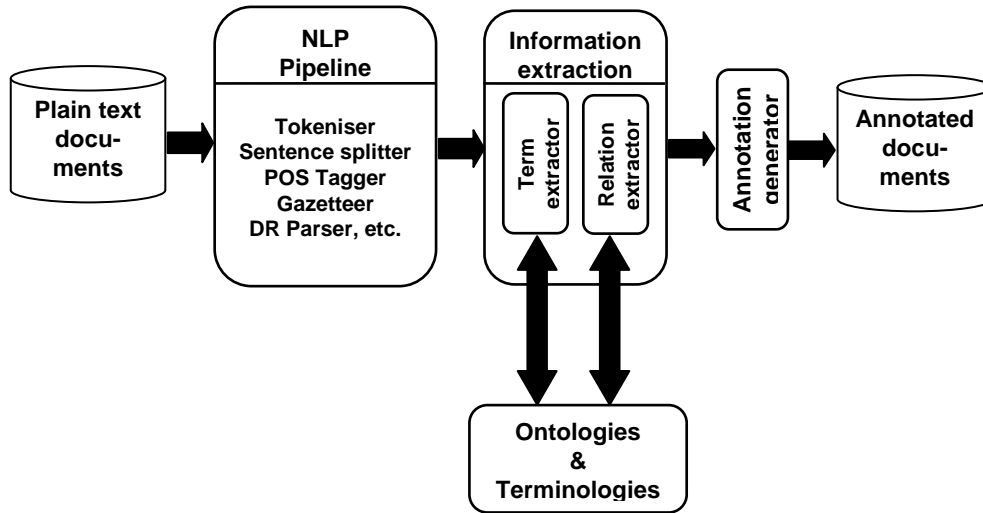 Plain text
docu-
ments
NLP
Pipeline
Tokeniser
Sentence splitter
POS Tagger
Gazetteer
DR Parser, etc.
Information
extraction
Term
extractor
Relation
extractor
Annotation
generator
Annotated
docu-
ments
Ontologies
&
Terminologies